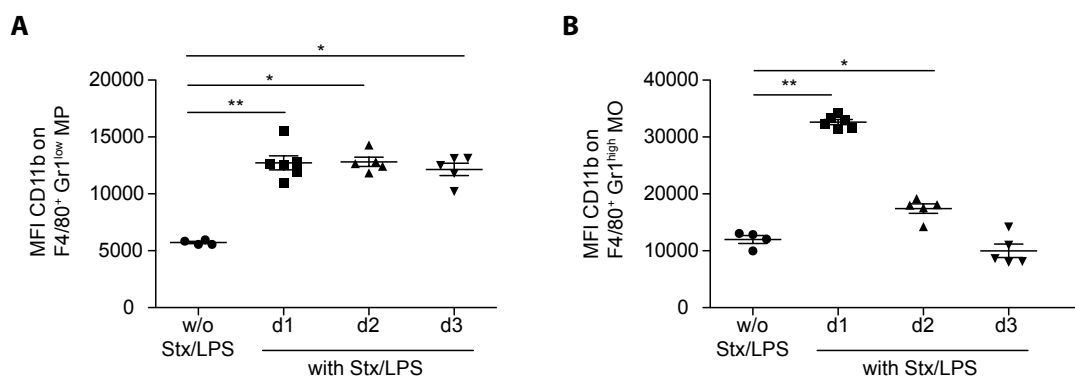 A
*
*
**
20000
15000
10000
5000
0
MFI CD11b on
F4/80+ Gr1low MP
w/o
Stx/LPS
d1
d2
d3
with Stx/LPS
B
*
**
40000
30000
20000
10000
0
MFI CD11b on
F4/80+ Gr1high MO
w/o
Stx/LPS
d1
d2
d3
with Stx/LPS